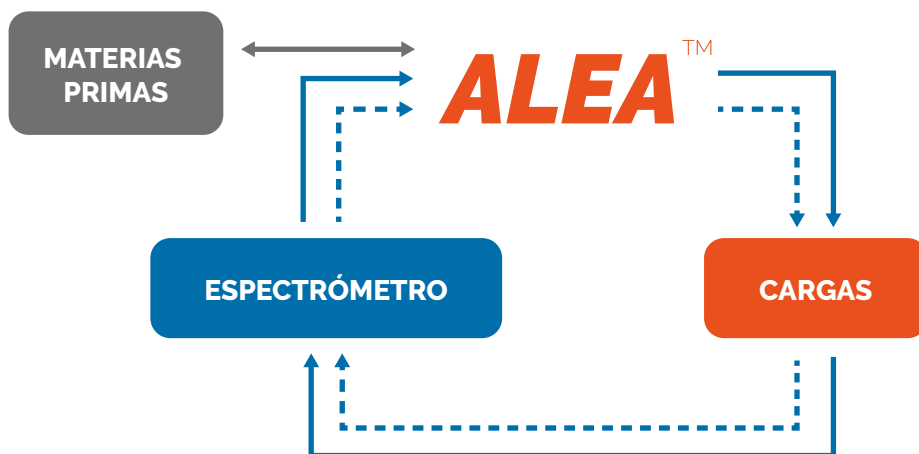 MATERIAS
PRIMAS
ALEA™
ESPECTRÓMETRO
CARGAS